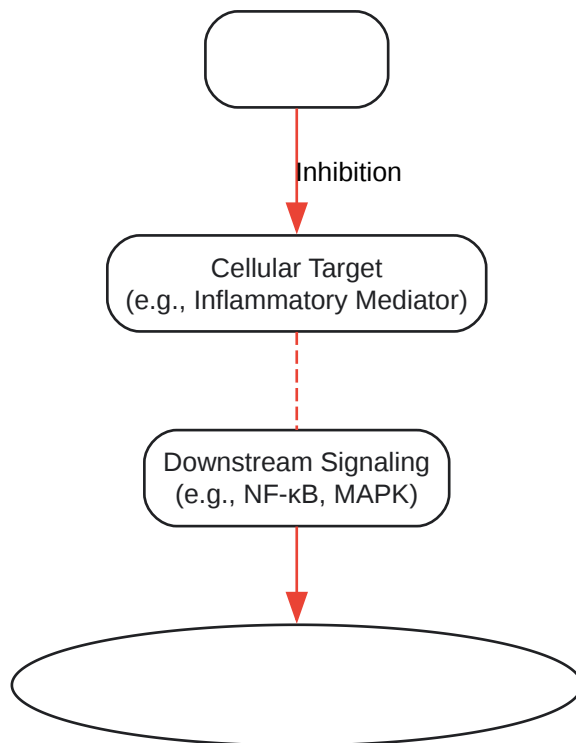 Inhibition
Cellular Target
(e.g., Inflammatory Mediator)
Downstream Signaling
(e.g., NF-κB, MAPK)